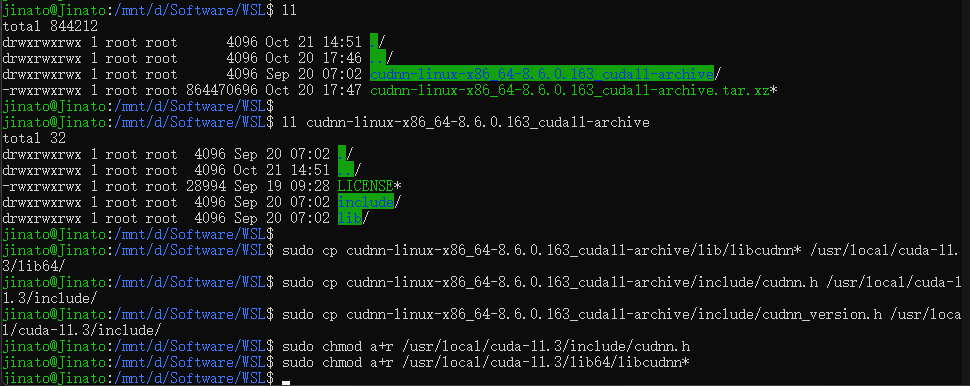 jinato@Jinato:/mnt/d/Software/WSL$ ll
total 844212
drwxrwxrwx 1 root root      4096 Oct 21 14:51 ./
drwxrwxrwx 1 root root      4096 Oct 20 17:46 ../
drwxrwxrwx 1 root root      4096 Sep 20 07:02 cudnn-linux-x86_64-8.6.0.163_cuda11-archive/
-rwxrwxrwx 1 root root 864470696 Oct 20 17:47 cudnn-linux-x86_64-8.6.0.163_cuda11-archive.tar.xz*
jinato@Jinato:/mnt/d/Software/WSL$
jinato@Jinato:/mnt/d/Software/WSL$ ll cudnn-linux-x86_64-8.6.0.163_cuda11-archive
total 32
drwxrwxrwx 1 root root  4096 Sep 20 07:02 ./
drwxrwxrwx 1 root root  4096 Oct 21 14:51 ../
-rwxrwxrwx 1 root root 28994 Sep 19 09:28 LICENSE*
drwxrwxrwx 1 root root  4096 Sep 20 07:02 include/
drwxrwxrwx 1 root root  4096 Sep 20 07:02 lib/
jinato@Jinato:/mnt/d/Software/WSL$
jinato@Jinato:/mnt/d/Software/WSL$ sudo cp cudnn-linux-x86_64-8.6.0.163_cuda11-archive/lib/libcudnn* /usr/local/cuda-11.
3/lib64/
jinato@Jinato:/mnt/d/Software/WSL$ sudo cp cudnn-linux-x86_64-8.6.0.163_cuda11-archive/include/cudnn.h /usr/local/cuda-1
1.3/include/
jinato@Jinato:/mnt/d/Software/WSL$ sudo cp cudnn-linux-x86_64-8.6.0.163_cuda11-archive/include/cudnn_version.h /usr/loca
l/cuda-11.3/include/
jinato@Jinato:/mnt/d/Software/WSL$ sudo chmod a+r /usr/local/cuda-11.3/include/cudnn.h
jinato@Jinato:/mnt/d/Software/WSL$ sudo chmod a+r /usr/local/cuda-11.3/lib64/libcudnn*
jinato@Jinato:/mnt/d/Software/WSL$